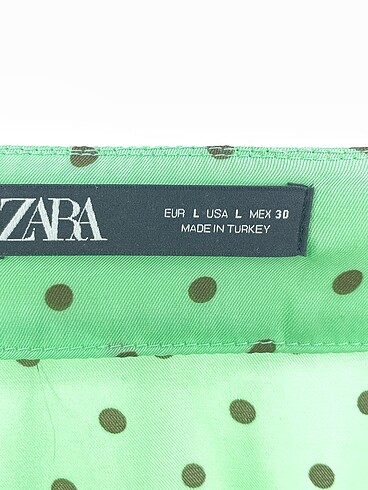 ZARA
EUR L USA L MEX 30
MADE IN TURKEY